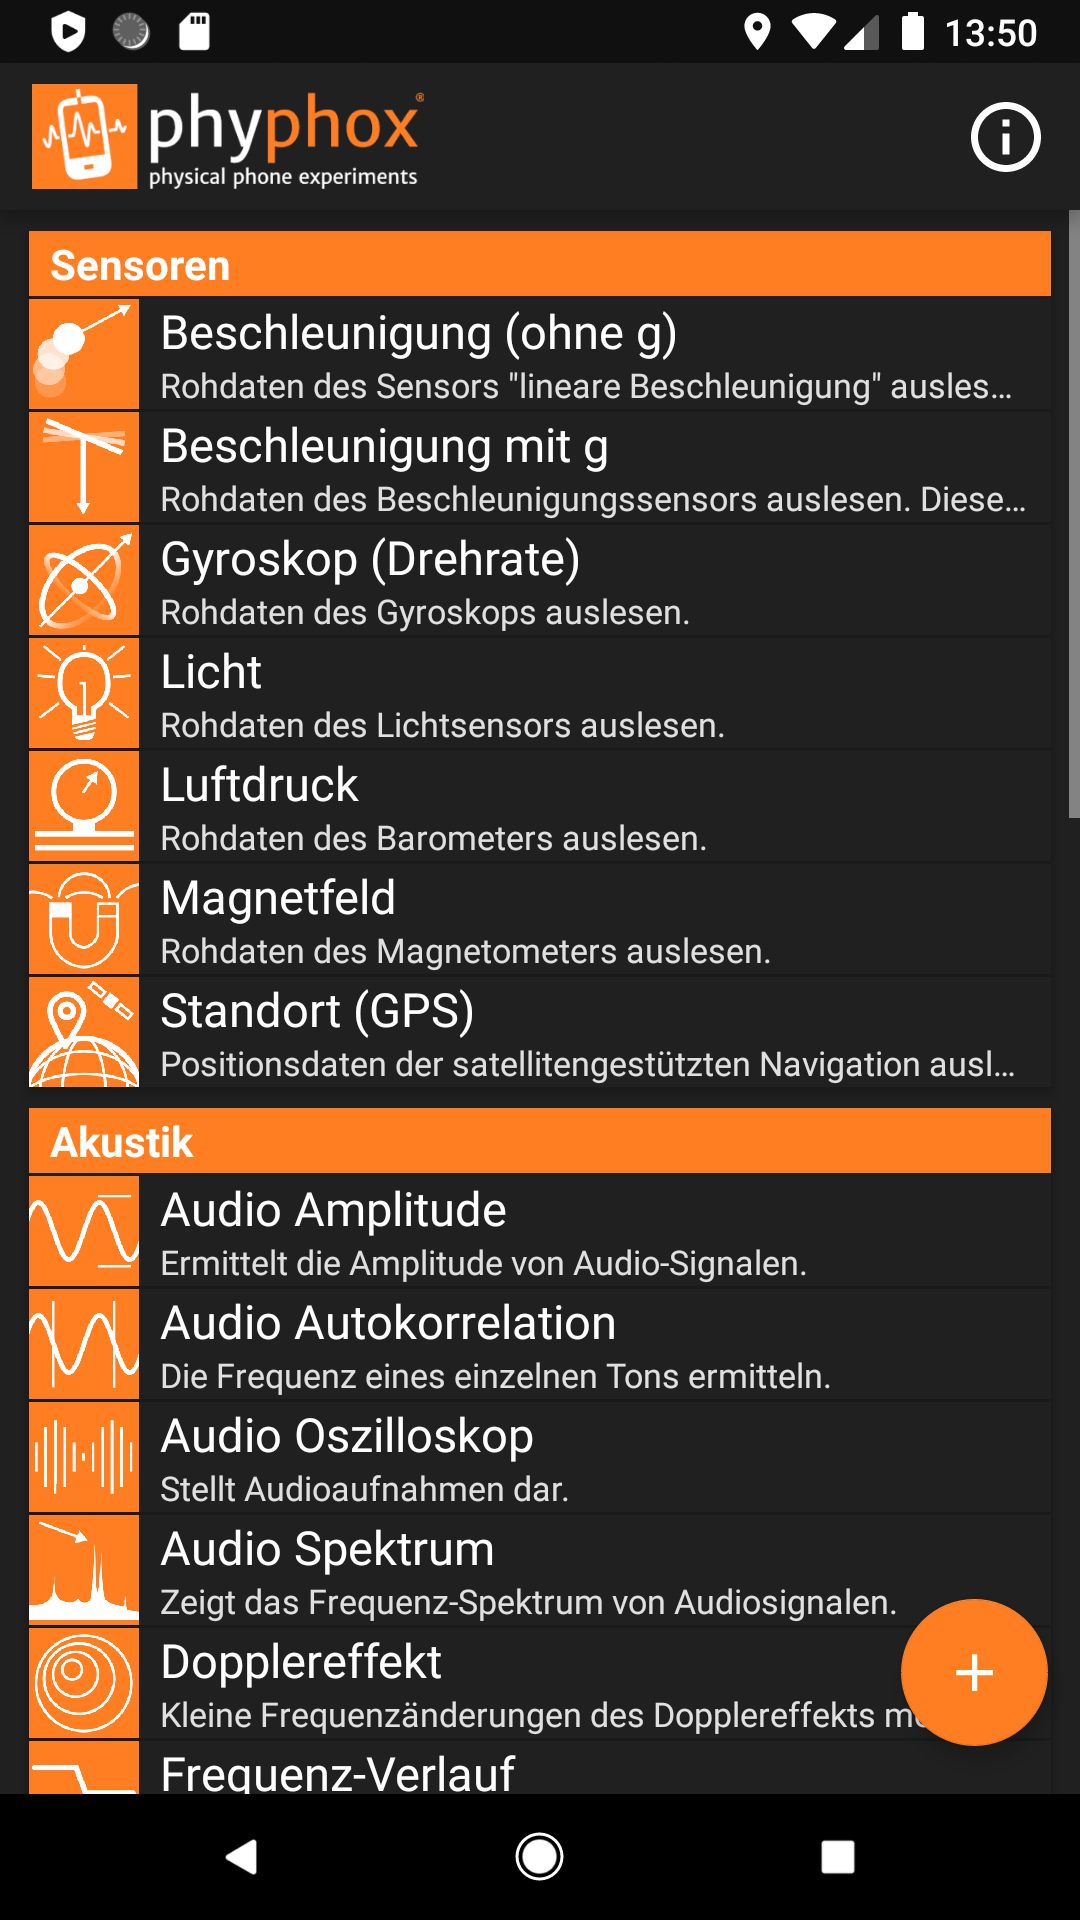 13:50
phyphox®
physical phone experiments
Sensoren
Beschleunigung (ohne g)
Rohdaten des Sensors "lineare Beschleunigung" ausles...
Beschleunigung mit g
Rohdaten des Beschleunigungssensors auslesen. Diese...
Gyroskop (Drehrate)
Rohdaten des Gyroskops auslesen.
Licht
Rohdaten des Lichtsensors auslesen.
Luftdruck
Rohdaten des Barometers auslesen.
Magnetfeld
Rohdaten des Magnetometers auslesen.
Standort (GPS)
Positionsdaten der satellitengestützten Navigation ausl...
Akustik
Audio Amplitude
Ermittelt die Amplitude von Audio-Signalen.
Audio Autokorrelation
Die Frequenz eines einzelnen Tons ermitteln.
Audio Oszilloskop
Stellt Audioaufnahmen dar.
Audio Spektrum
Zeigt das Frequenz-Spektrum von Audiosignalen.
Dopplereffekt
Kleine Frequenzänderungen des Dopplereffekts
Frequenz-Verlauf